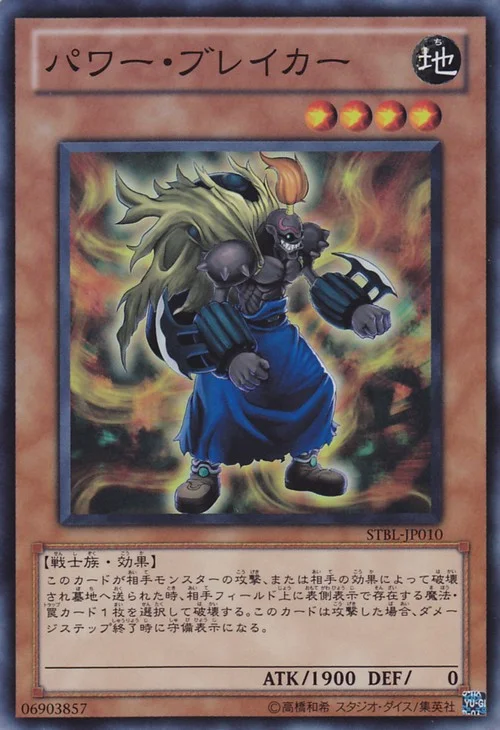 パワー・ブレイカー
地
STBL-JP010
【戦士族・効果】
このカードが相手モンスターの攻撃、または相手の効果によって破壊
され墓地へ送られた時、相手フィールド上に表側表示で存在する魔法・
罠カード1枚を選択して破壊する。このカードは攻撃した場合、ダメー
ジステップ終了時に守備表示になる。
ATK/1900 DEF/ 0
06903857
©高橋和希 スタジオ・ダイス/集英社